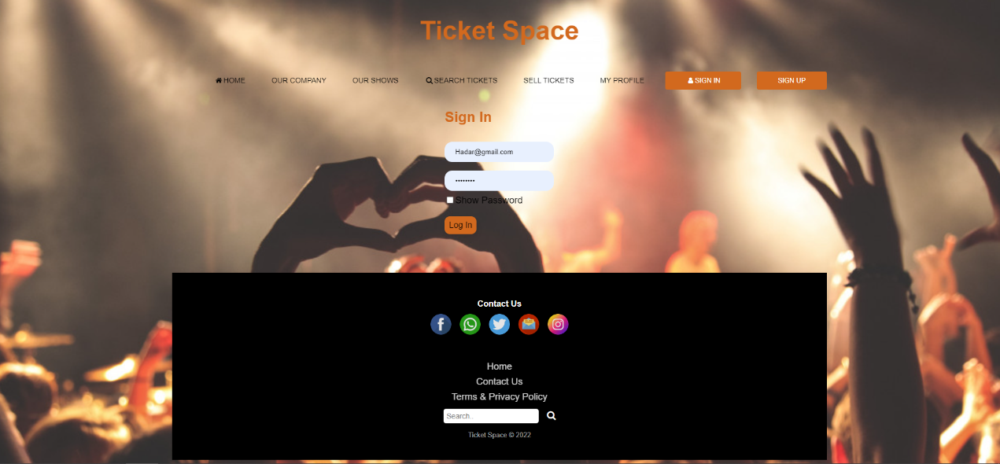 Ticket Space
HOME OUR COMPANY OUR SHOWS SEARCH TICKETS SELL TICKETS MY PROFILE SIGN IN SIGN UP
Sign In
Hadar@gmail.com
••••••••
Show Password
Log In
Contact Us
Home
Contact Us
Terms & Privacy Policy
Search..
Ticket Space © 2022